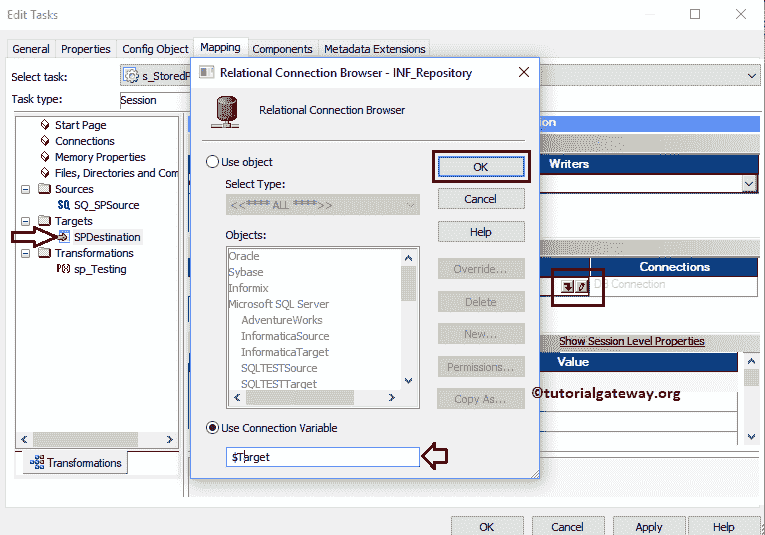 Edit Tasks
General
Properties
Config Object
Mapping
Components
Metadata Extensions
Select task:
s_StoredP
Task type:
Session
Start Page
Connections
Memory Properties
Files, Directories and Com
Sources
SQ_SPSource
Targets
SPDestination
Transformations
sp_Testing
Transformations
Relational Connection Browser - INF_Repository
Relational Connection Browser
Use object
Select Type:
<<**** ALL ****>>
Objects:
Oracle
Sybase
Informix
Microsoft SQL Server
AdventureWorks
InformaticaSource
InformaticaTarget
SQLTESTSource
SQLTESTTarget
Use Connection Variable
$Target
OK
Cancel
Help
Override...
Delete
New...
Permissions...
Copy As...
Writers
Connections
DB Connection
Show Session Level Properties
Value
©tutorialgateway.org
OK
Cancel
Apply
Help